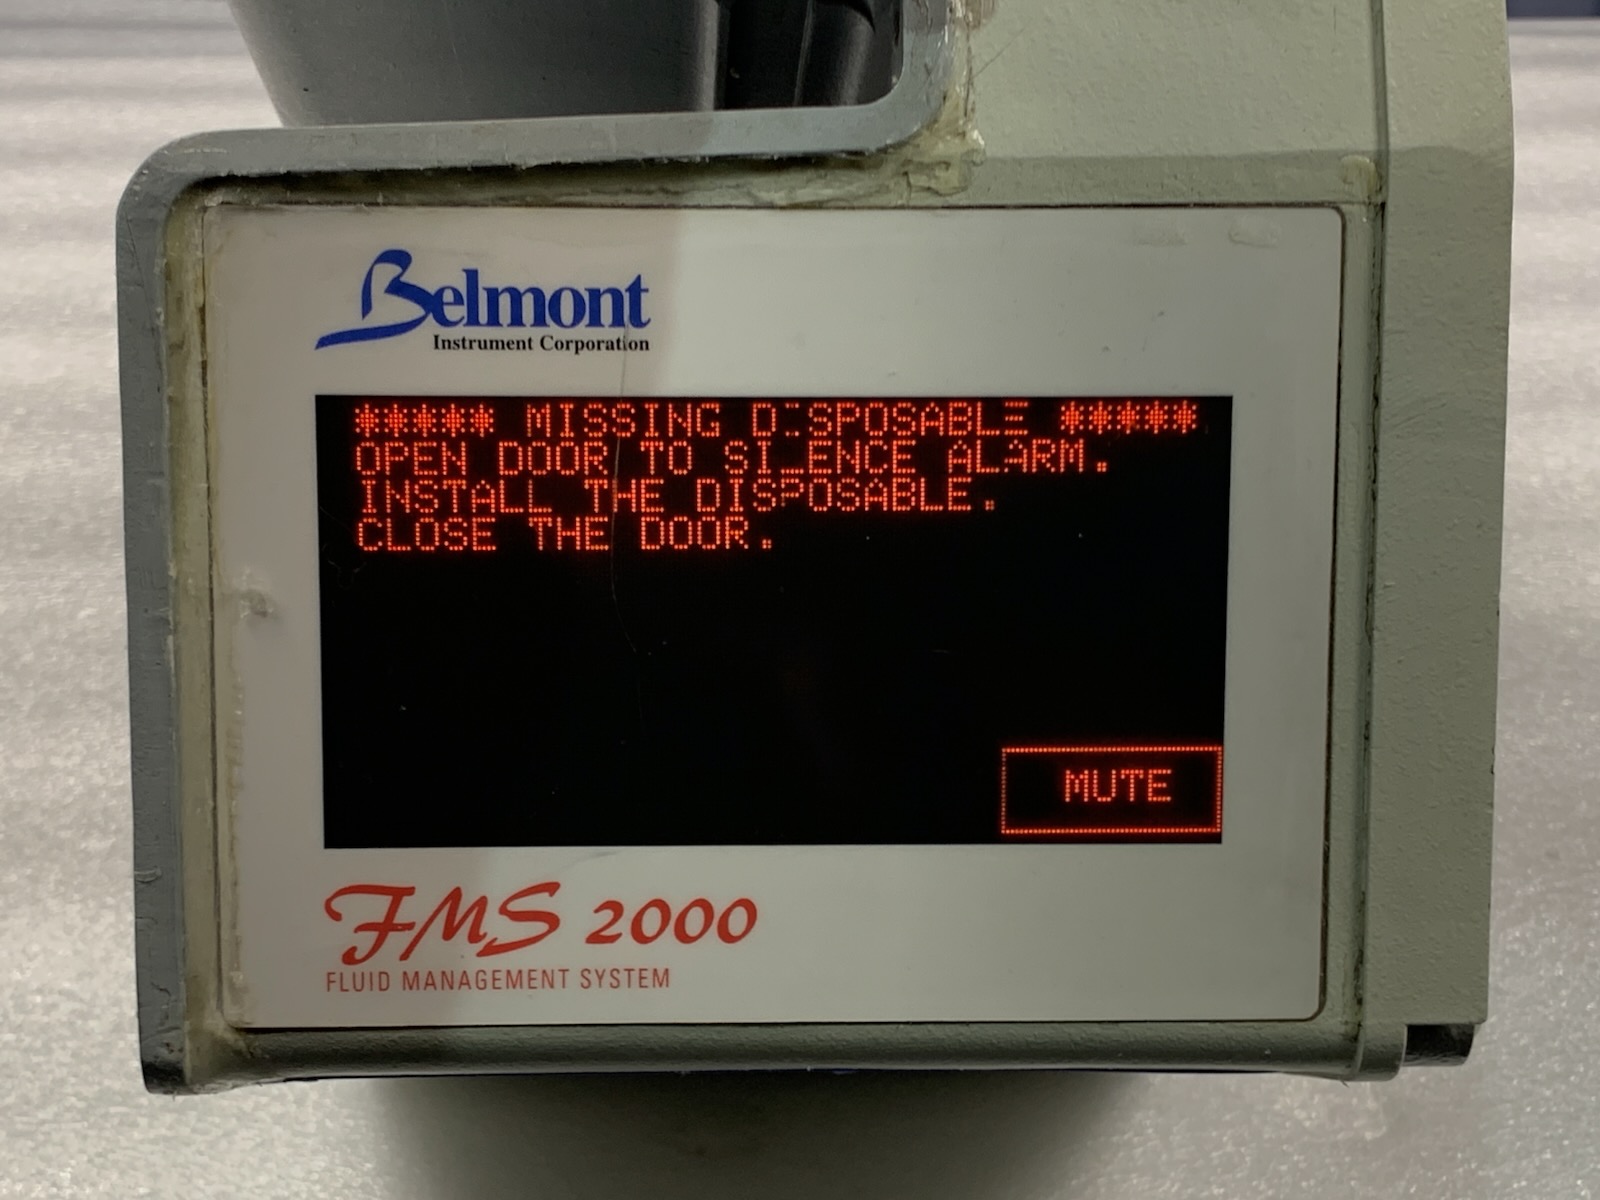 Belmont
Instrument Corporation
***** MISSING DISPOSABLE *****
OPEN DOOR TO SILENCE ALARM.
INSTALL THE DISPOSABLE.
CLOSE THE DOOR.
MUTE
FMS 2000
FLUID MANAGEMENT SYSTEM